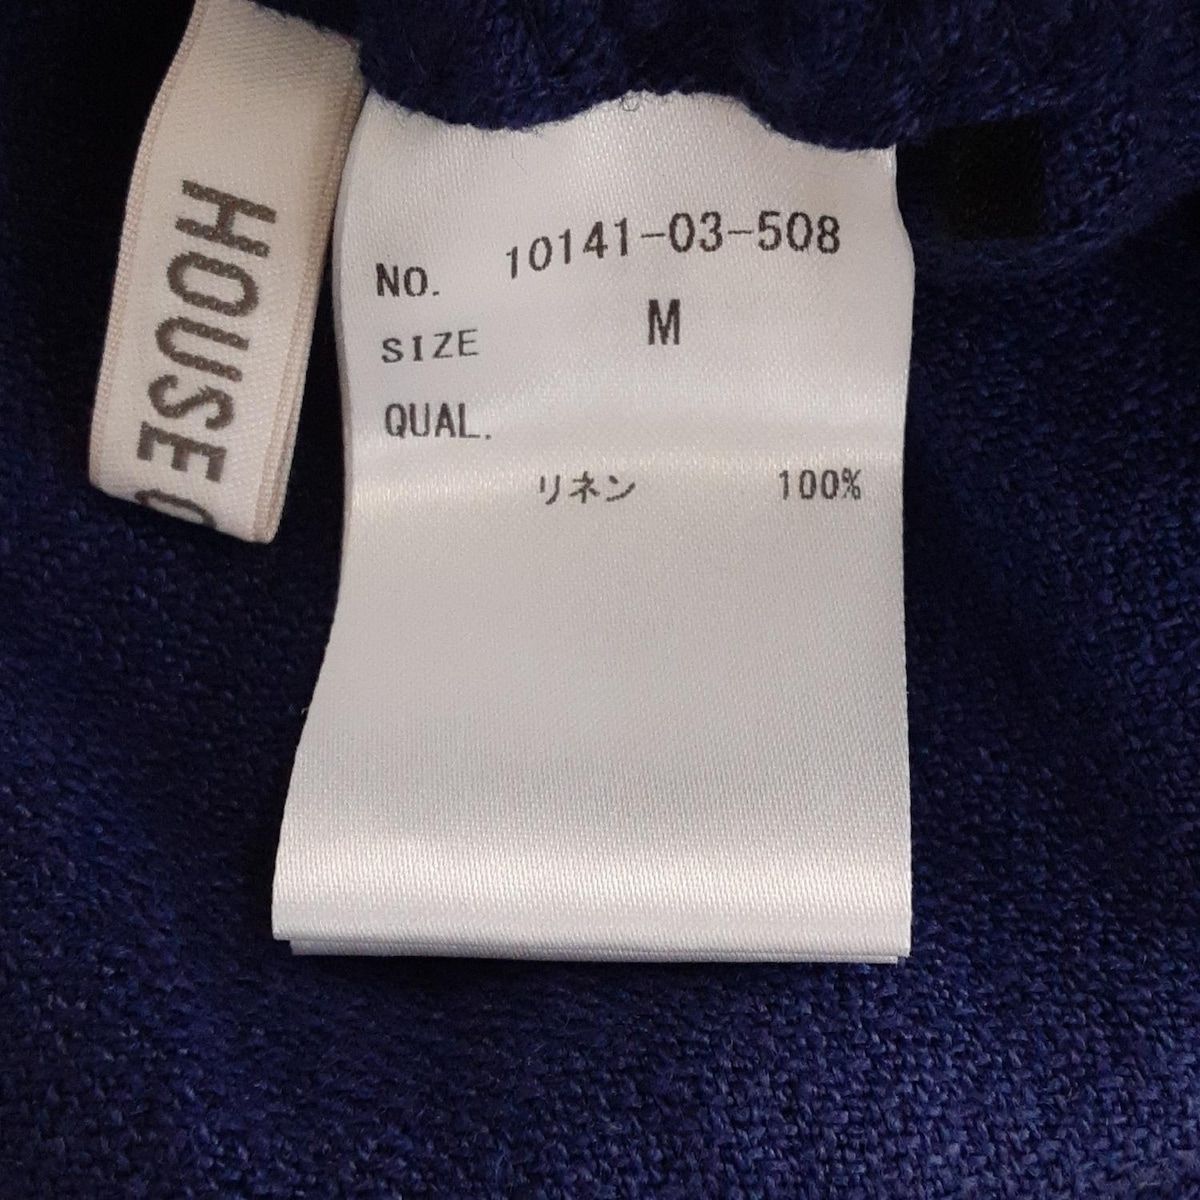 HOUSE
NO. 10141-03-508
SIZE M
QUAL.
リネン 100%